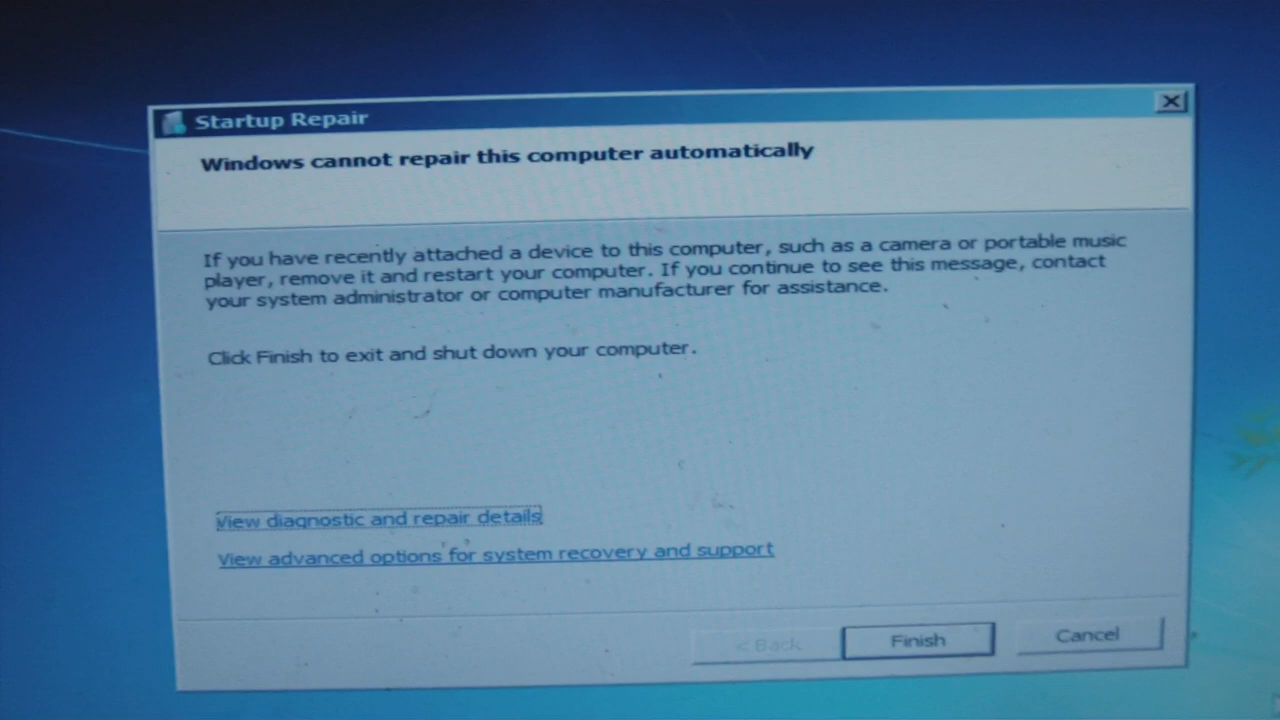 Startup Repair
Windows cannot repair this computer automatically
If you have recently attached a device to this computer, such as a camera or portable music
player, remove it and restart your computer. If you continue to see this message, contact
your system administrator or computer manufacturer for assistance.
Click Finish to exit and shut down your computer.
View diagnostic and repair details
View advanced options for system recovery and support
< Back
Finish
Cancel